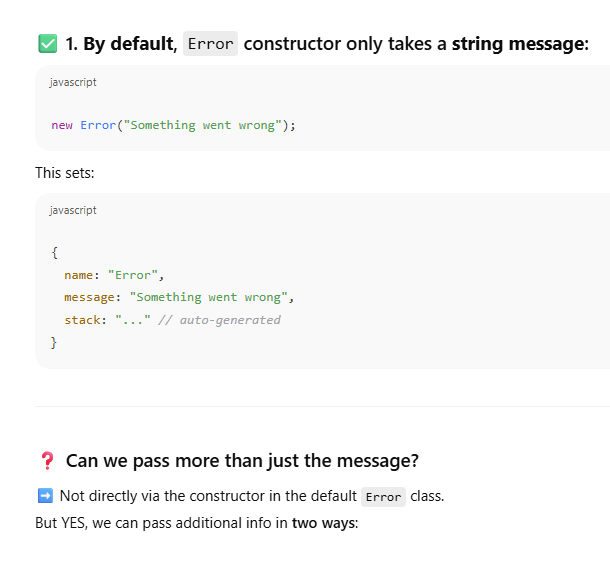 ✅ 1. By default, Error constructor only takes a string message:
javascript
new Error("Something went wrong");
This sets:
javascript
{
name: "Error",
message: "Something went wrong",
stack: "..." // auto-generated
}
❓ Can we pass more than just the message?
➡️ Not directly via the constructor in the default Error class.
But YES, we can pass additional info in two ways: